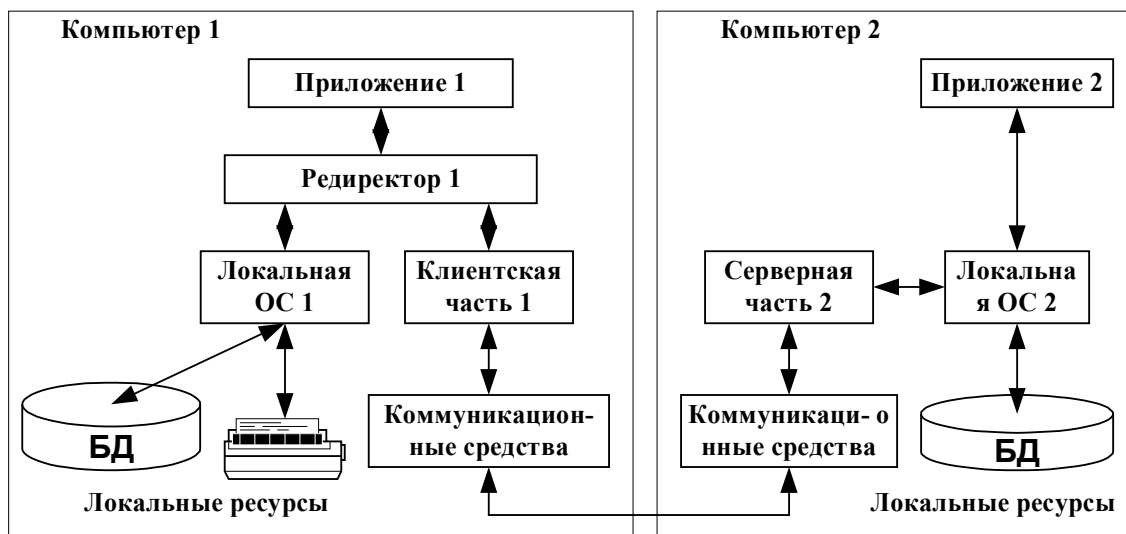 Компьютер 1
Приложение 1
Редиректор 1
Локальная
ОС 1
Клиентская
часть 1
БД
Коммуникацион-
ные средства
Локальные ресурсы
Компьютер 2
Приложение 2
Серверная
часть 2
Локальна
я ОС 2
Коммуникаци- о
нные средства
БД
Локальные ресурсы